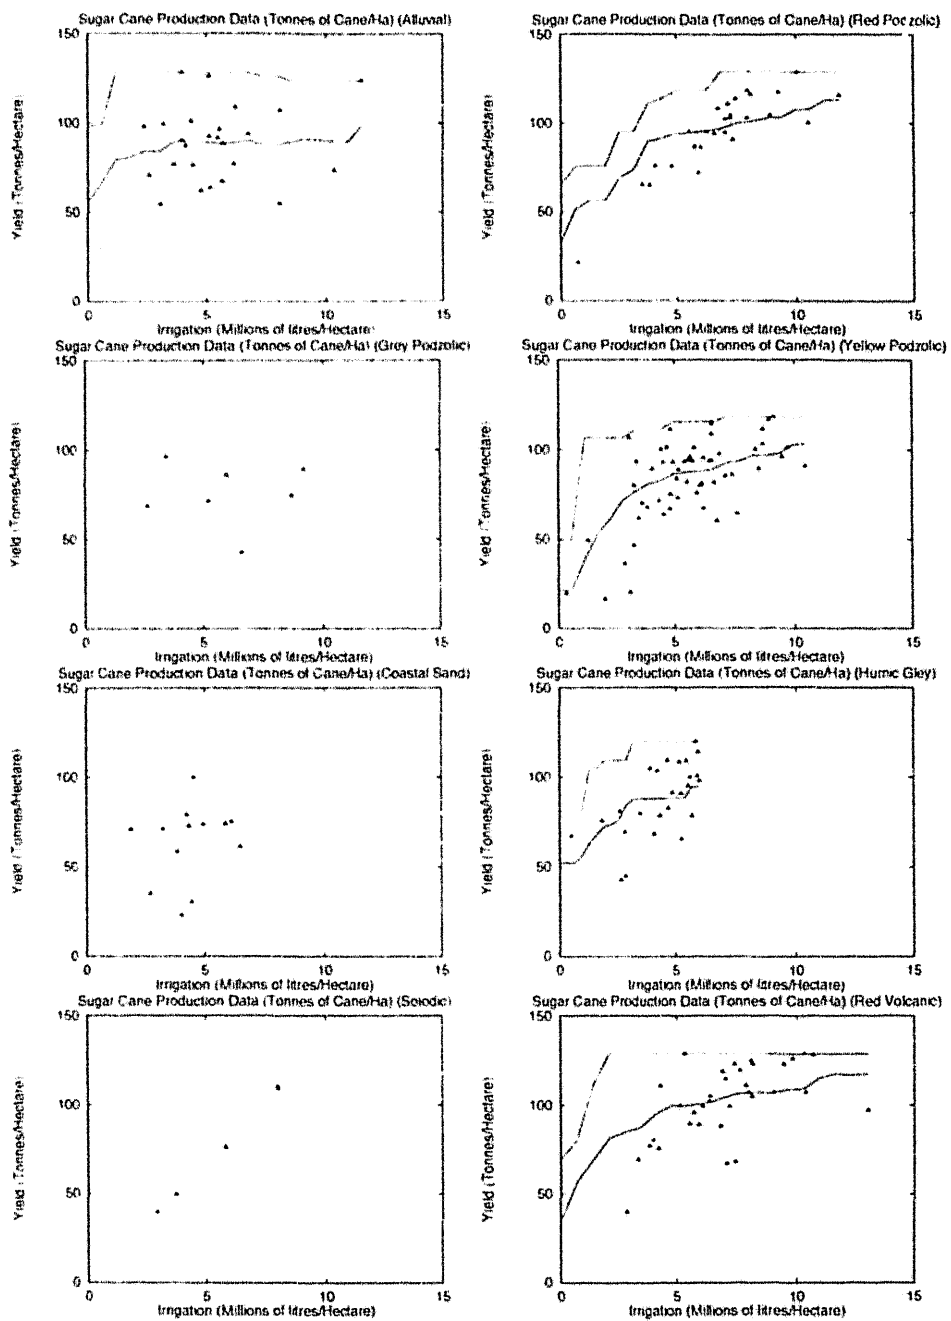 Sugar Cane Production Data (Tonnes of Cane/Ha) (Alluvial)
150
100
50
0
Yield (Tonnes/Hectare)
0 5 10 15
Irrigation (Millions of litres/Hectare)
Sugar Cane Production Data (Tonnes of Cane/Ha) (Red Podzolic)
150
100
50
0
Yield (Tonnes/Hectare)
0 5 10 15
Irrigation (Millions of litres/Hectare)
Sugar Cane Production Data (Tonnes of Cane/Ha) (Grey Podzolic)
150
100
50
0
Yield (Tonnes/Hectare)
0 5 10 15
Irrigation (Millions of litres/Hectare)
Sugar Cane Production Data (Tonnes of Cane/Ha) (Yellow Podzolic)
150
100
50
0
Yield (Tonnes/Hectare)
0 5 10 15
Irrigation (Millions of litres/Hectare)
Sugar Cane Production Data (Tonnes of Cane/Ha) (Coastal Sand)
150
100
50
0
Yield (Tonnes/Hectare)
0 5 10 15
Irrigation (Millions of litres/Hectare)
Sugar Cane Production Data (Tonnes of Cane/Ha) (Humic Gley)
150
100
50
0
Yield (Tonnes/Hectare)
0 5 10 15
Irrigation (Millions of litres/Hectare)
Sugar Cane Production Data (Tonnes of Cane/Ha) (Solodic)
150
100
50
0
Yield (Tonnes/Hectare)
0 5 10 15
Irrigation (Millions of litres/Hectare)
Sugar Cane Production Data (Tonnes of Cane/Ha) (Red Volcanic)
150
100
50
0
Yield (Tonnes/Hectare)
0 5 10 15
Irrigation (Millions of litres/Hectare)